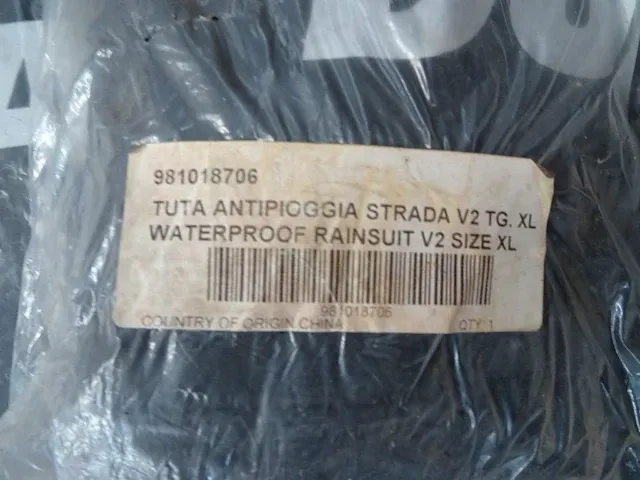 981018706
TUTA ANTIPIOGGIA STRADA V2 TG. XL
WATERPROOF RAINSUIT V2 SIZE XL
981018706
COUNTRY OF ORIGIN CHINA
QTY 1